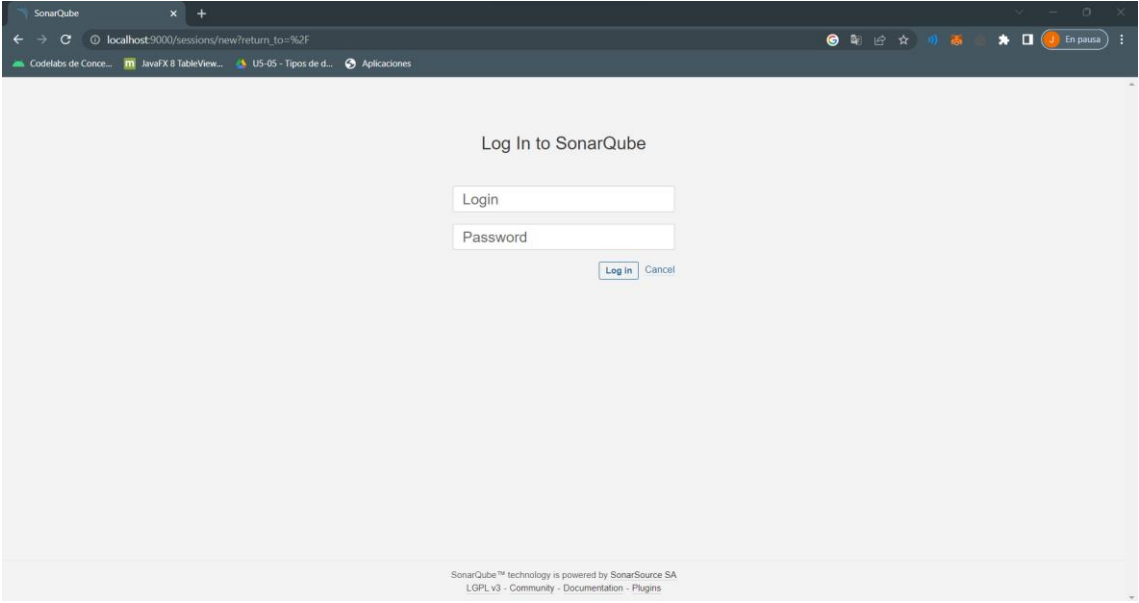 SonarQube
localhost:9000/sessions/new?return_to=%2F
J En pausa
Codelabs de Conce... m JavaFX 8 TableView... U5-05 - Tipos de d... Aplicaciones
Log In to SonarQube
Login
Password
Log in Cancel
SonarQube™ technology is powered by SonarSource SA
LGPL v3 - Community - Documentation - Plugins